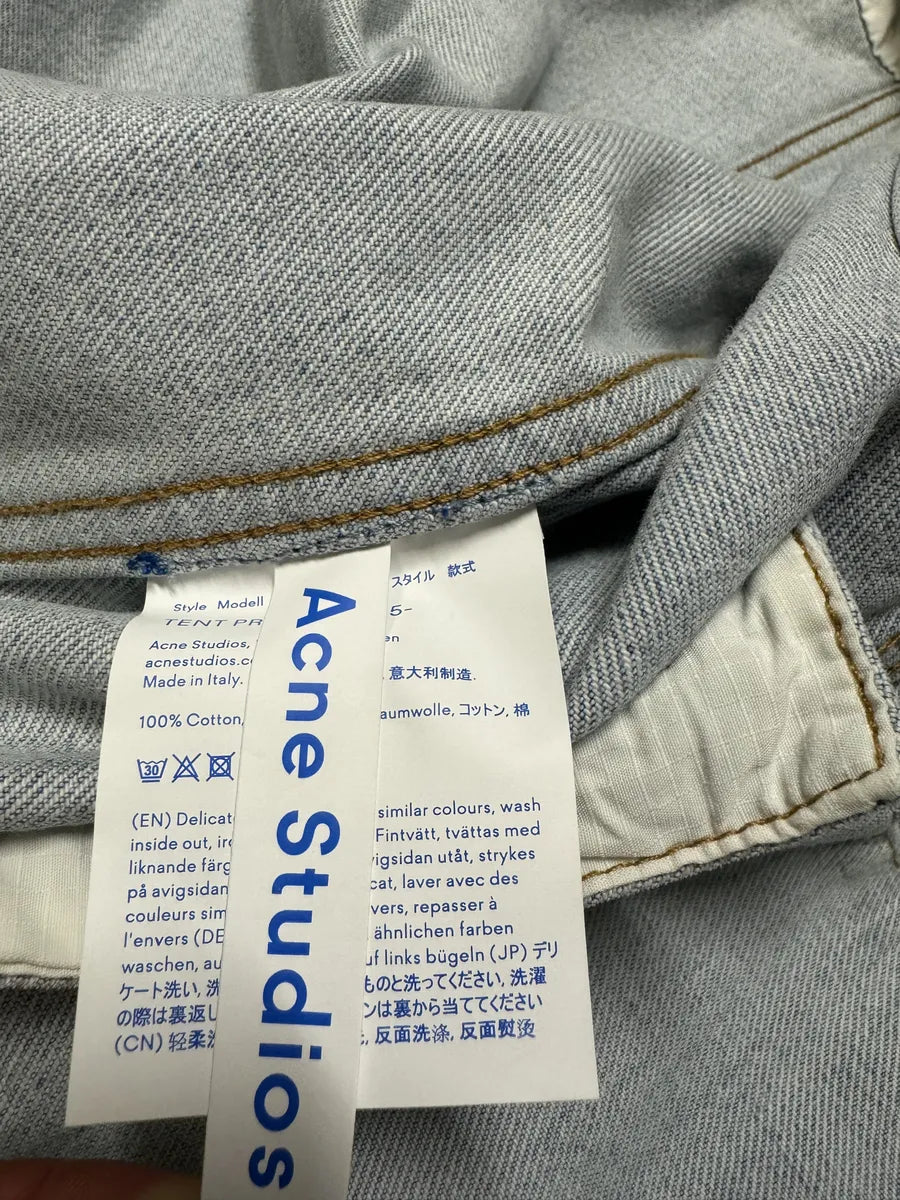 Acne Studios
Style Modell スタイル 款式
TENT PR 5-
Acne Studios, en
acnestudios.co
Made in Italy. 意大利制造.
100% Cotton, aumwolle, コットン, 棉
30
(EN) Delicat similar colours, wash
inside out, iro Fintvätt, tvättas med
liknande färg vigsidan utåt, strykes
på avigsidan cat, laver avec des
couleurs sim vers, repasser à
l'envers (DE ähnlichen farben
waschen, au uf links bügeln (JP) デリ
ケート洗い, 洗 ものと洗ってください, 洗濯
の際は裏返し ンは裏から当ててください
(CN) 轻柔洗 , 反面洗涤, 反面熨烫